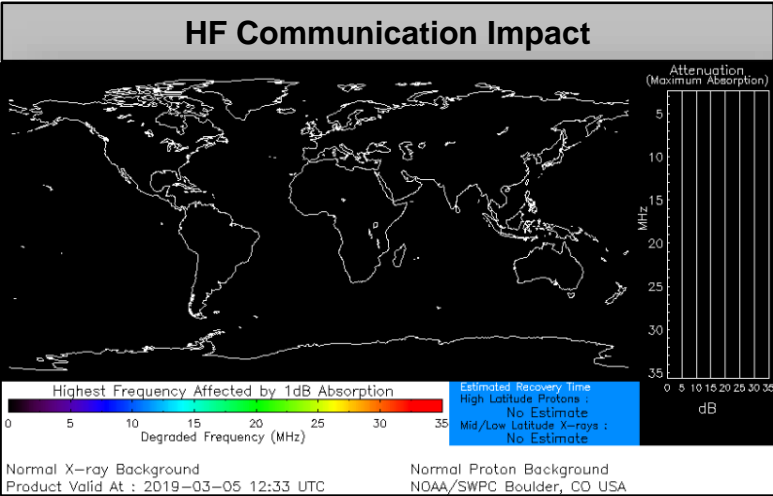 HF Communication Impact
Attenuation
(Maximum Absorption)
5
10
15
20
25
30
35
MHz
0 5 10 15 20 25 30 35
dB
Highest Frequency Affected by 1dB Absorption
0 5 10 15 20 25 30 35
Degraded Frequency (MHz)
Estimated Recovery Time
High Latitude Protons :
No Estimate
Mid/Low Latitude X-rays :
No Estimate
Normal X-ray Background
Normal Proton Background
Product Valid At : 2019-03-05 12:33 UTC
NOAA/SWPC Boulder, CO USA